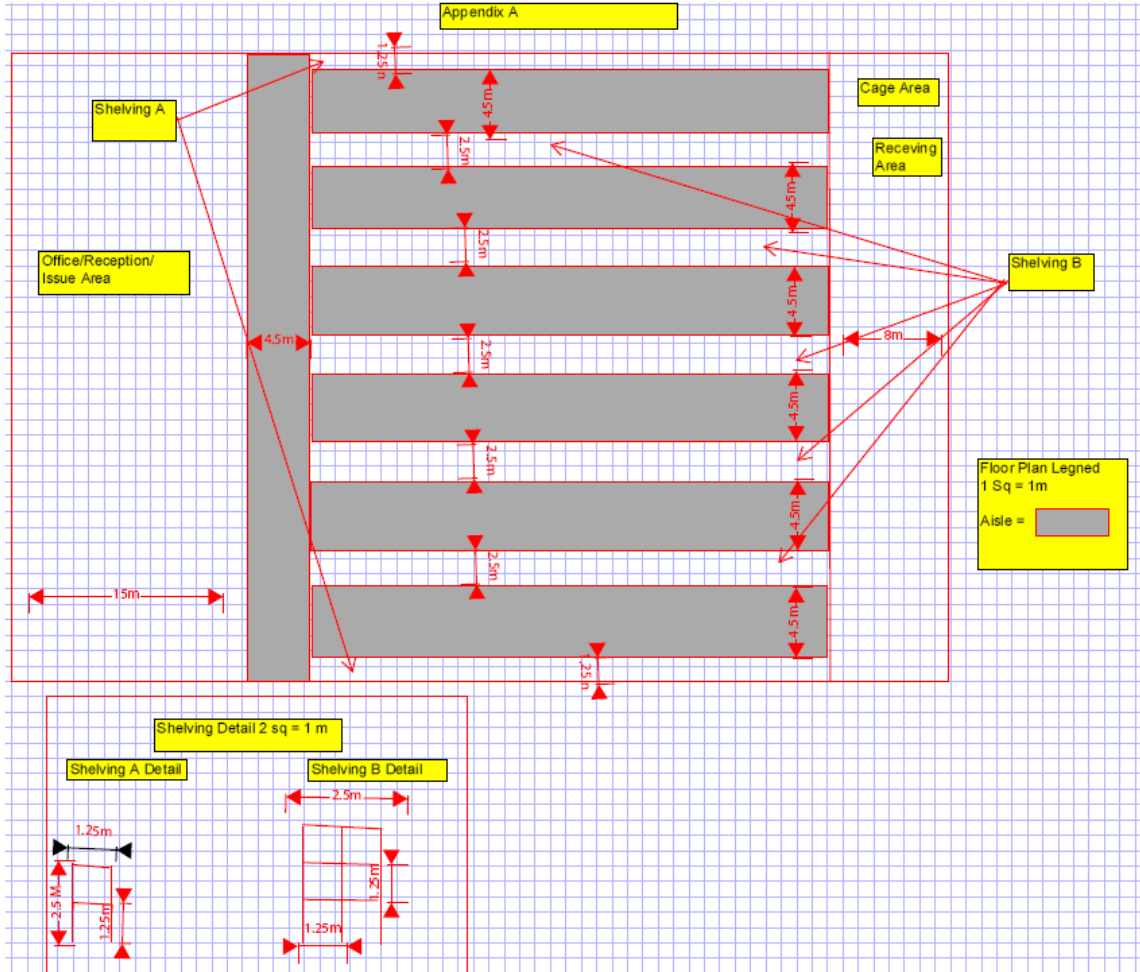 Appendix A
1.25m
Shelving A
4.5m
Cage Area
2.5m
Receving
Area
4.5m
2.5m
Office/Reception/
Issue Area
Shelving B
4.5m
4.5m
2.5m
8m
4.5m
2.5m
Floor Plan Legned
1 Sq = 1m
4.5m
Aisle =
2.5m
15m
4.5m
1.25m
Shelving Detail 2 sq = 1 m
Shelving A Detail
Shelving B Detail
2.5m
1.25m
2.5 M
1.25m
1.25m
1.25m